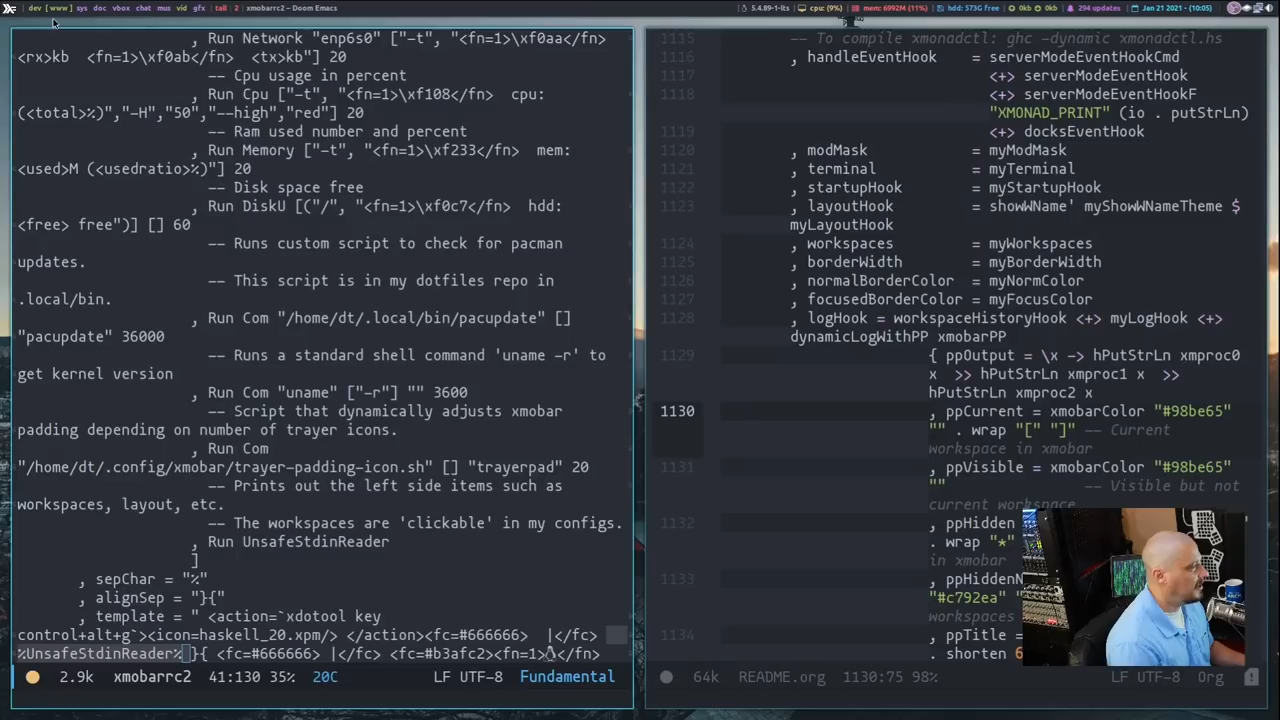 dev [ www ] sys doc vbox chat mus vid gfx | tall | 2 | xmobarrc2 – Doom Emacs
5.4.89-1-lts cpu: (9%) mem: 6992M (11%) hdd: 573G free 0kb 0kb 294 updates Jan 21 2021 - (10:05)
, Run Network "enp6s0" ["-t", "<fn=1>\xf0aa</fn>
<rx>kb  <fn=1>\xf0ab</fn>  <tx>kb"] 20
-- Cpu usage in percent
, Run Cpu ["-t", "<fn=1>\xf108</fn>  cpu:
(<total>%)","-H","50","--high","red"] 20
-- Ram used number and percent
, Run Memory ["-t", "<fn=1>\xf233</fn>  mem:
<used>M (<usedratio>%)"] 20
-- Disk space free
, Run DiskU [("/", "<fn=1>\xf0c7</fn>  hdd:
<free> free")] [] 60
-- Runs custom script to check for pacman
updates.
-- This script is in my dotfiles repo in
.local/bin.
, Run Com "/home/dt/.local/bin/pacupdate" []
"pacupdate" 36000
-- Runs a standard shell command 'uname -r' to
get kernel version
, Run Com "uname" ["-r"] "" 3600
-- Script that dynamically adjusts xmobar
padding depending on number of trayer icons.
, Run Com
"/home/dt/.config/xmobar/trayer-padding-icon.sh" [] "trayerpad" 20
-- Prints out the left side items such as
workspaces, layout, etc.
-- The workspaces are 'clickable' in my configs.
, Run UnsafeStdinReader
]
, sepChar = "%"
, alignSep = "}{"
, template = " <action=`xdotool key
control+alt+g`><icon=haskell_20.xpm/> </action><fc=#666666>  |</fc>
%UnsafeStdinReader% }{ <fc=#666666> |</fc> <fc=#b3afc2><fn=1></fn>
2.9k xmobarrc2 41:130 35% 20C LF UTF-8 Fundamental
1115 -- To compile xmonadctl: ghc -dynamic xmonadctl.hs
1116 , handleEventHook    = serverModeEventHookCmd
1117 <+> serverModeEventHook
1118 <+> serverModeEventHookF
"XMONAD_PRINT" (io . putStrLn)
1119 <+> docksEventHook
1120 , modMask            = myModMask
1121 , terminal           = myTerminal
1122 , startupHook        = myStartupHook
1123 , layoutHook         = showWName' myShowWNameTheme $
myLayoutHook
1124 , workspaces         = myWorkspaces
1125 , borderWidth        = myBorderWidth
1126 , normalBorderColor  = myNormColor
1127 , focusedBorderColor = myFocusColor
1128 , logHook = workspaceHistoryHook <+> myLogHook <+>
dynamicLogWithPP xmobarPP
1129 { ppOutput = \x -> hPutStrLn xmproc0
x  >> hPutStrLn xmproc1 x  >>
hPutStrLn xmproc2 x
1130 , ppCurrent = xmobarColor "#98be65"
"" . wrap "[" "]" -- Current
workspace in xmobar
1131 , ppVisible = xmobarColor "#98be65"
"" -- Visible but not
current workspace
1132 , ppHidden
. wrap "*"
in xmobar
1133 , ppHiddenN
"#c792ea"
workspaces
1134 , ppTitle =
. shorten 6
64k README.org 1130:75 98% LF UTF-8 Org